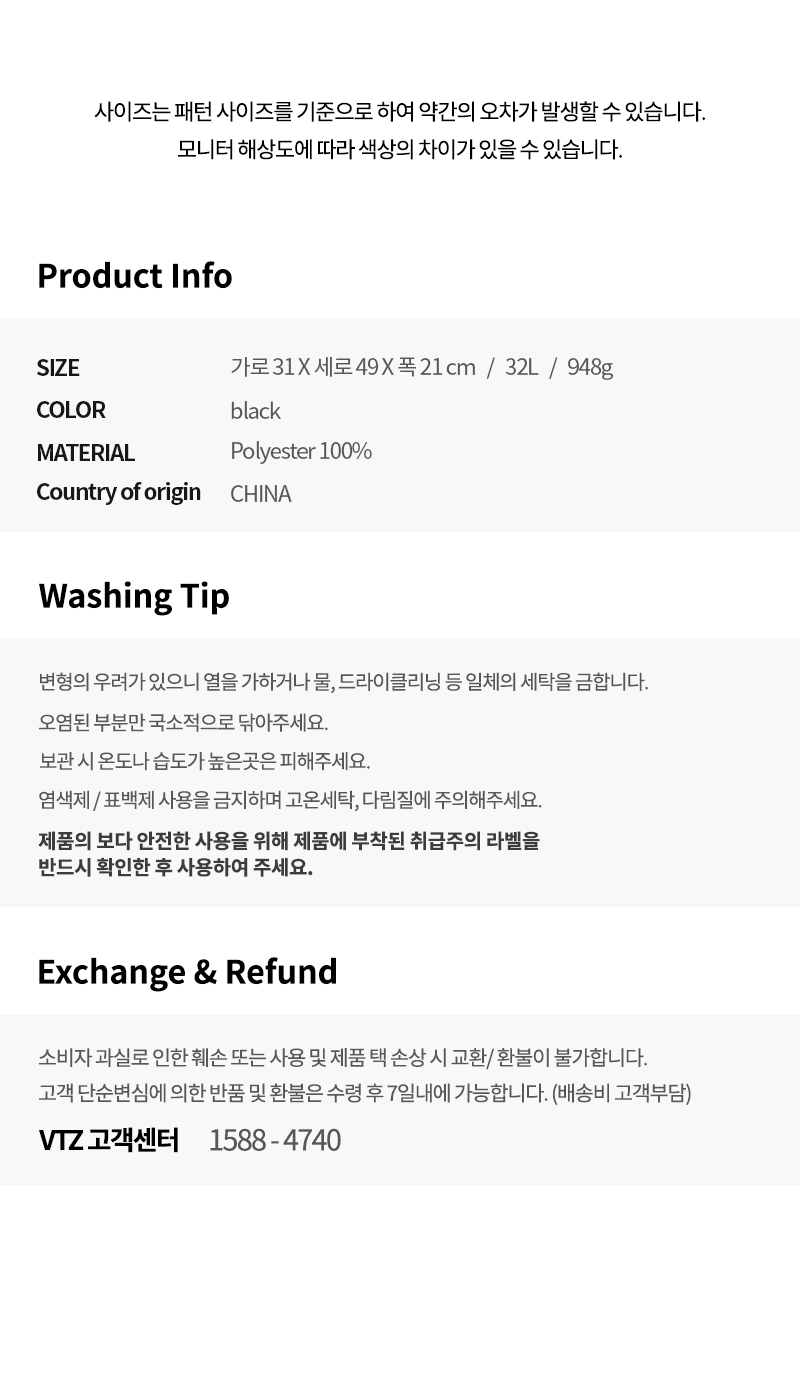 사이즈는 패턴 사이즈를 기준으로 하여 약간의 오차가 발생할 수 있습니다.
모니터 해상도에 따라 색상의 차이가 있을 수 있습니다.
Product Info
SIZE 가로 31 X 세로 49 X 폭 21 cm / 32L / 948g
COLOR black
MATERIAL Polyester 100%
Country of origin CHINA
Washing Tip
변형의 우려가 있으니 열을 가하거나 물, 드라이클리닝 등 일체의 세탁을 금합니다.
오염된 부분만 국소적으로 닦아주세요.
보관 시 온도나 습도가 높은곳은 피해주세요.
염색제 / 표백제 사용을 금지하며 고온세탁, 다림질에 주의해주세요.
제품의 보다 안전한 사용을 위해 제품에 부착된 취급주의 라벨을
반드시 확인한 후 사용하여 주세요.
Exchange & Refund
소비자 과실로 인한 훼손 또는 사용 및 제품 택 손상 시 교환/ 환불이 불가합니다.
고객 단순변심에 의한 반품 및 환불은 수령 후 7일내에 가능합니다. (배송비 고객부담)
VTZ 고객센터 1588 - 4740